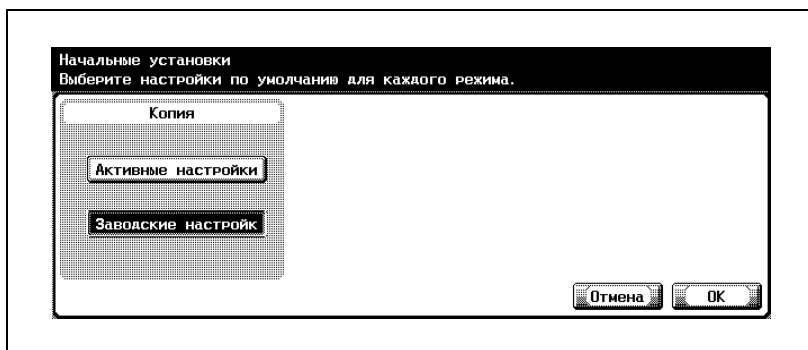 Начальные установки
Выберите настройки по умолчанию для каждого режима.
Копия
Активные настройки
Заводские настройк
Отмена
OK